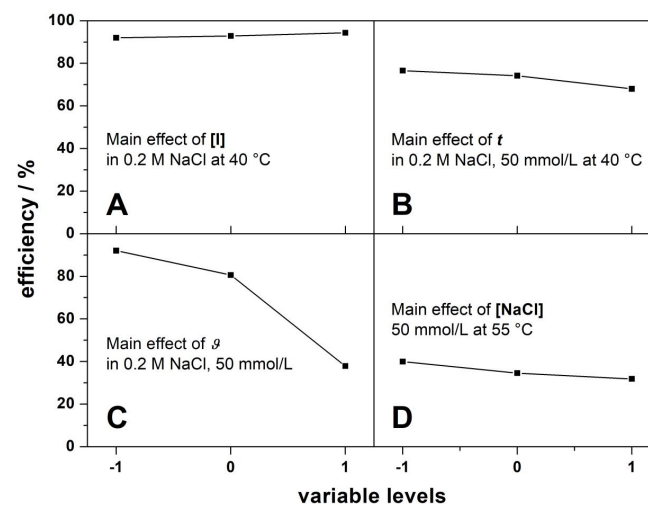 100
80
60
40
20
0
80
60
40
20
0
efficiency / %
Main effect of [I]
in 0.2 M NaCl at 40 °C
A
Main effect of t
in 0.2 M NaCl, 50 mmol/L at 40 °C
B
Main effect of ϑ
in 0.2 M NaCl, 50 mmol/L
C
Main effect of [NaCl]
50 mmol/L at 55 °C
D
-1 0 1 -1 0 1
variable levels